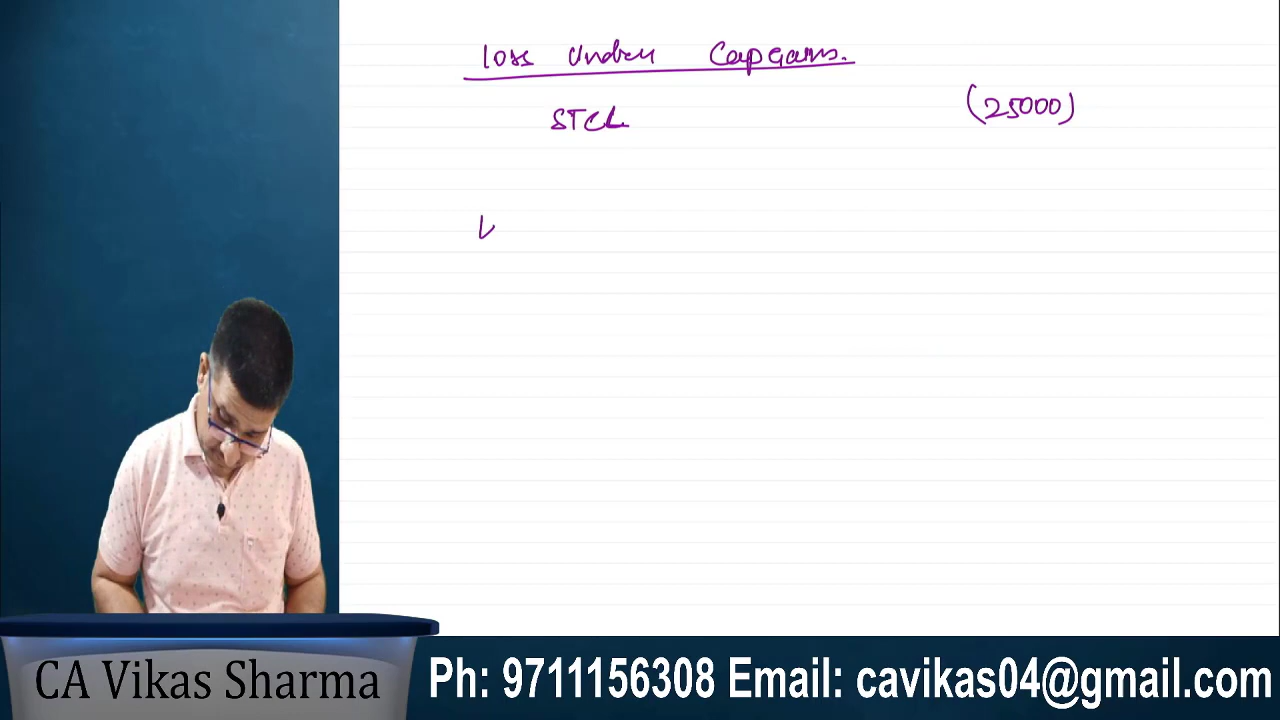 loss under Capgains.
STCL (25000)
CA Vikas Sharma
Ph: 9711156308 Email: cavikas04@gmail.com